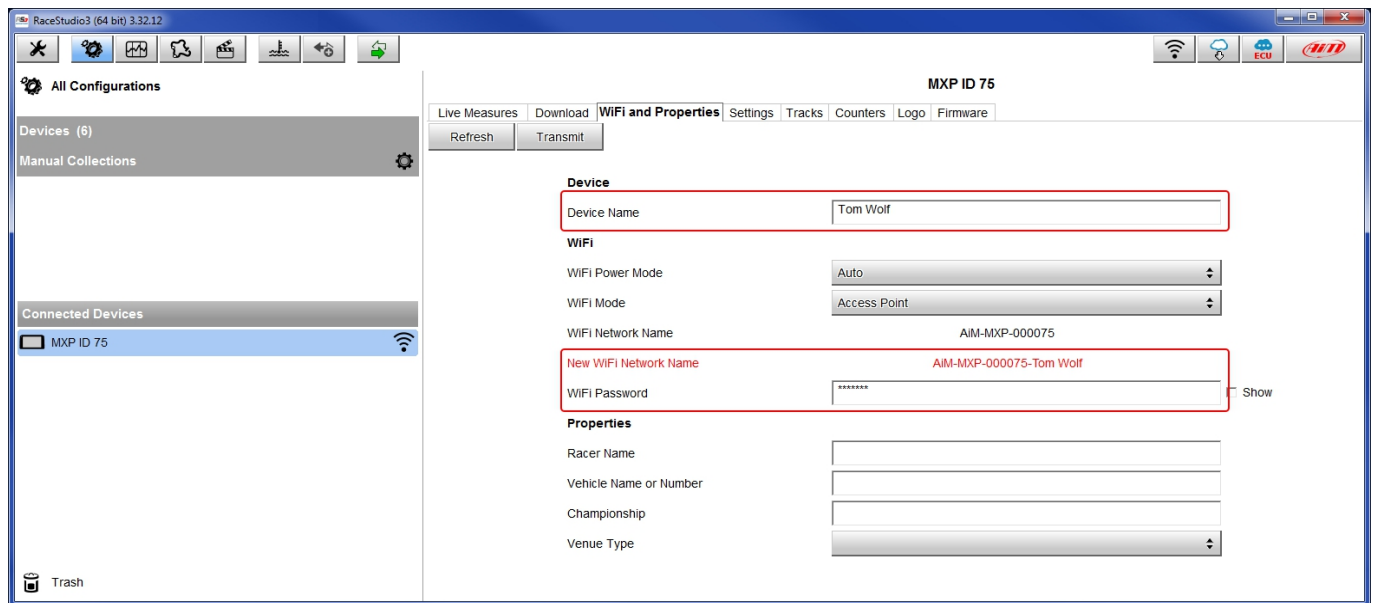 RaceStudio3 (64 bit) 3.32.12
ECU
AiM
All Configurations
Devices (6)
Manual Collections
Connected Devices
MXP ID 75
Trash
MXP ID 75
Live Measures Download WiFi and Properties Settings Tracks Counters Logo Firmware
Refresh Transmit
Device
Device Name Tom Wolf
WiFi
WiFi Power Mode Auto
WiFi Mode Access Point
WiFi Network Name AiM-MXP-000075
New WiFi Network Name AiM-MXP-000075-Tom Wolf
WiFi Password ******* Show
Properties
Racer Name
Vehicle Name or Number
Championship
Venue Type